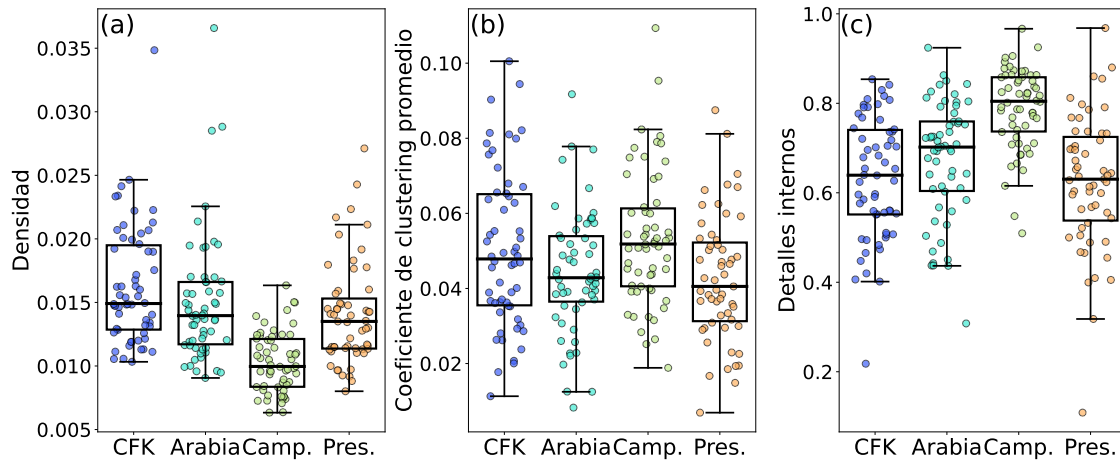 (a)
Densidad
0.035
0.030
0.025
0.020
0.015
0.010
0.005
CFK Arabia Camp. Pres.
(b)
Coeficiente de clustering promedio
0.10
0.08
0.06
0.04
0.02
CFK Arabia Camp. Pres.
(c)
Detalles internos
1.0
0.8
0.6
0.4
0.2
CFK Arabia Camp. Pres.